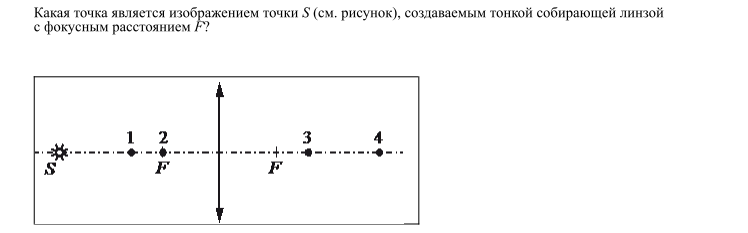 Какая точка является изображением точки S (см. рисунок), создаваемым тонкой собирающей линзой
с фокусным расстоянием F?
1 2 3 4
S F F